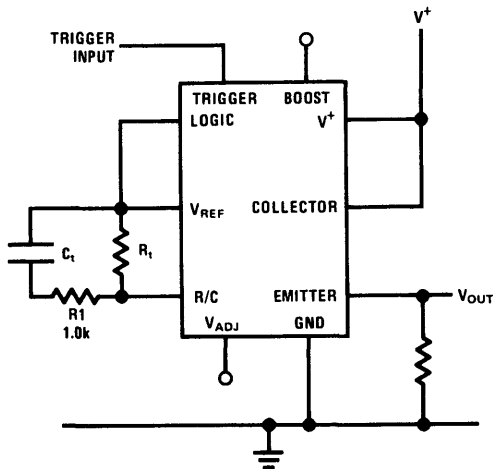 V+
TRIGGER
INPUT
TRIGGER
BOOST
LOGIC
V+
VREF
COLLECTOR
Ct
Rt
R/C
EMITTER
VOUT
R1
1.0k
VADJ
GND